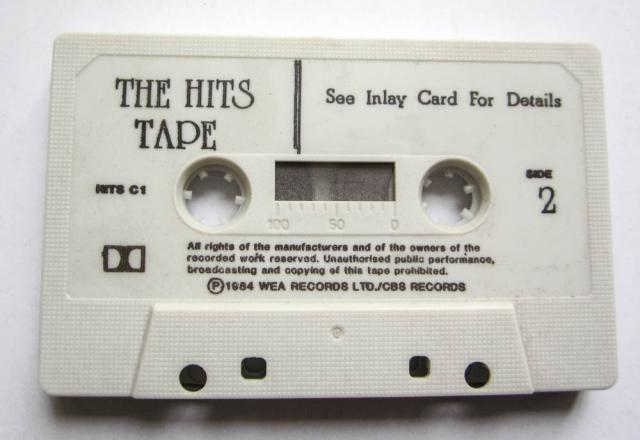 THE HITS
TAPE
See Inlay Card For Details
HITS C1
SIDE
2
100 50 0
All rights of the manufacturers and of the owners of the
recorded work reserved. Unauthorised public performance,
broadcasting and copying of this tape prohibited.
Ⓟ1984 WEA RECORDS LTD./CBS RECORDS